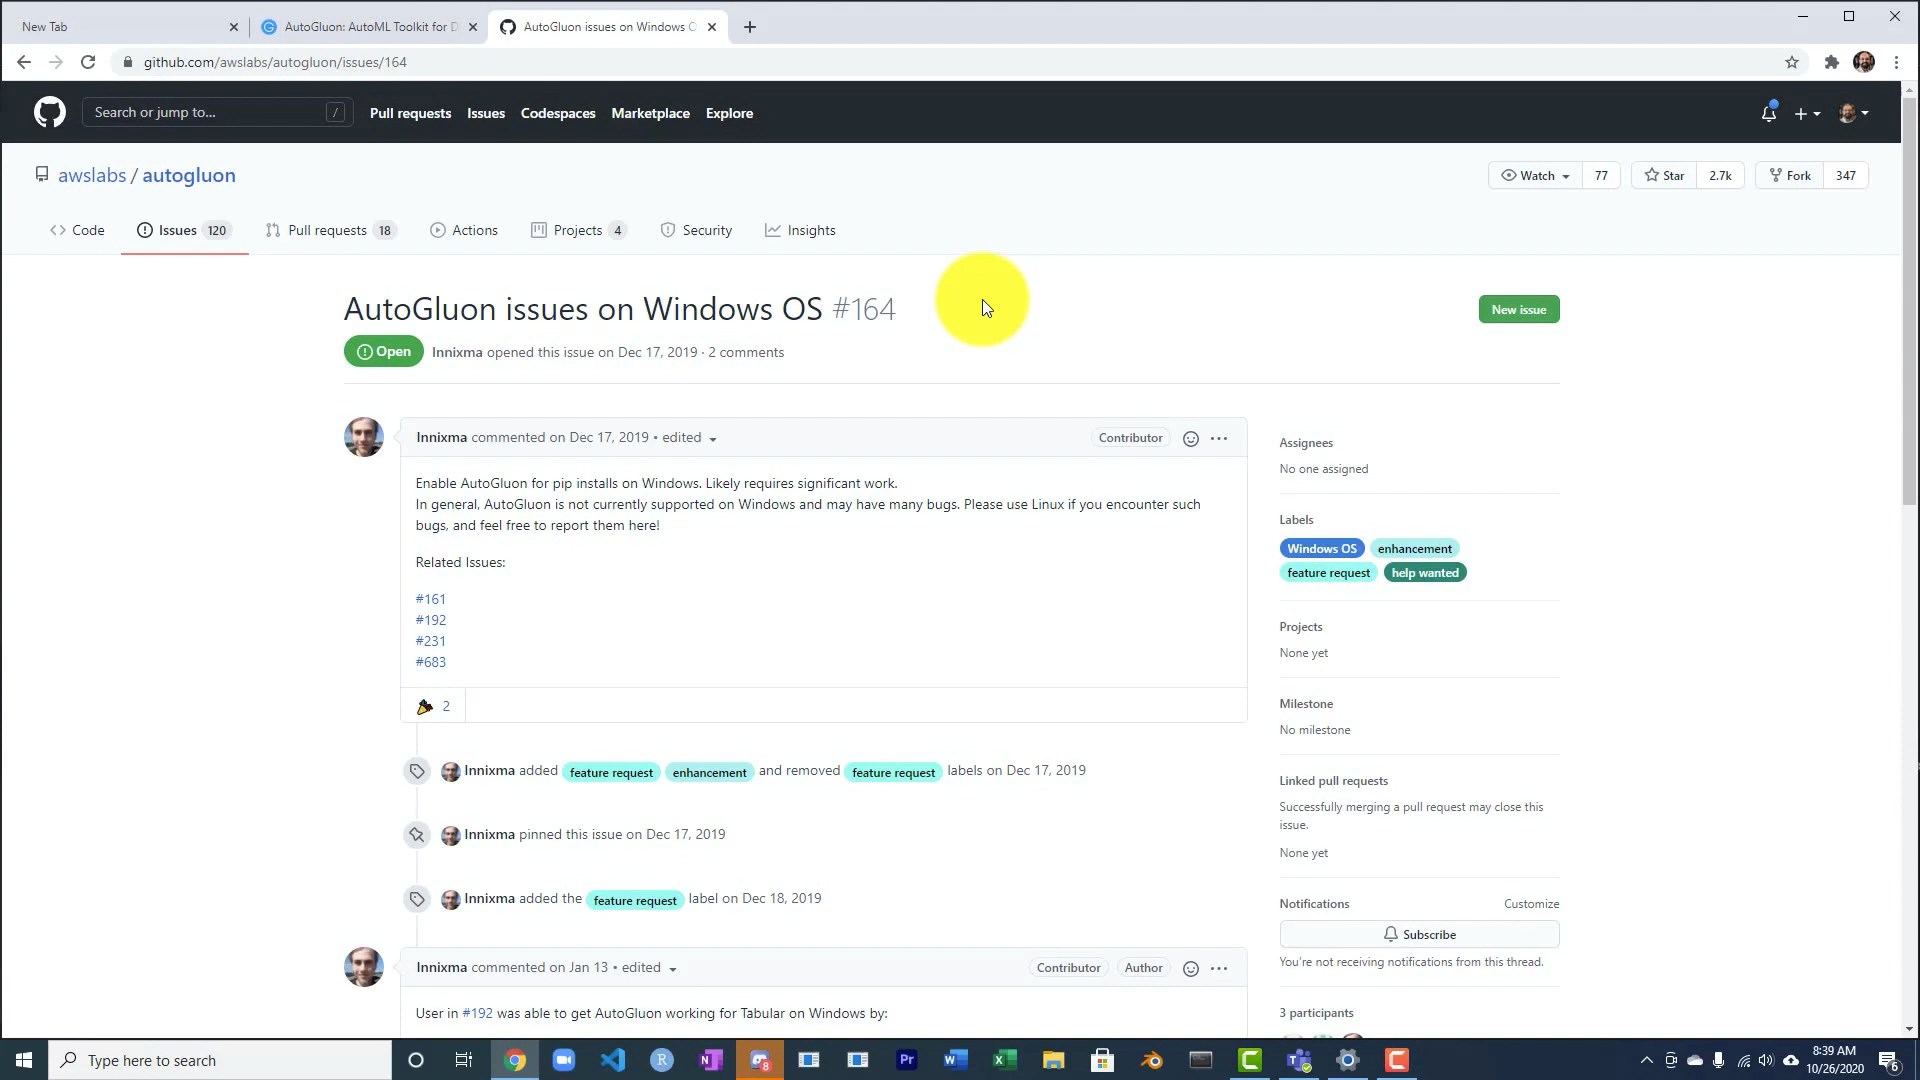 New Tab
AutoGluon: AutoML Toolkit for D
AutoGluon issues on Windows O
github.com/awslabs/autogluon/issues/164
Search or jump to...
/
Pull requests
Issues
Codespaces
Marketplace
Explore
awslabs / autogluon
Watch 77
Star 2.7k
Fork 347
Code
Issues 120
Pull requests 18
Actions
Projects 4
Security
Insights
AutoGluon issues on Windows OS #164
New issue
Open
Innixma opened this issue on Dec 17, 2019 · 2 comments
Innixma commented on Dec 17, 2019 • edited
Contributor
Enable AutoGluon for pip installs on Windows. Likely requires significant work.
In general, AutoGluon is not currently supported on Windows and may have many bugs. Please use Linux if you encounter such
bugs, and feel free to report them here!
Related Issues:
#161
#192
#231
#683
2
Innixma added feature request enhancement and removed feature request labels on Dec 17, 2019
Innixma pinned this issue on Dec 17, 2019
Innixma added the feature request label on Dec 18, 2019
Innixma commented on Jan 13 • edited
Contributor
Author
User in #192 was able to get AutoGluon working for Tabular on Windows by:
Assignees
No one assigned
Labels
Windows OS enhancement
feature request help wanted
Projects
None yet
Milestone
No milestone
Linked pull requests
Successfully merging a pull request may close this
issue.
None yet
Notifications
Customize
Subscribe
You're not receiving notifications from this thread.
3 participants
Type here to search
8:39 AM
10/26/2020